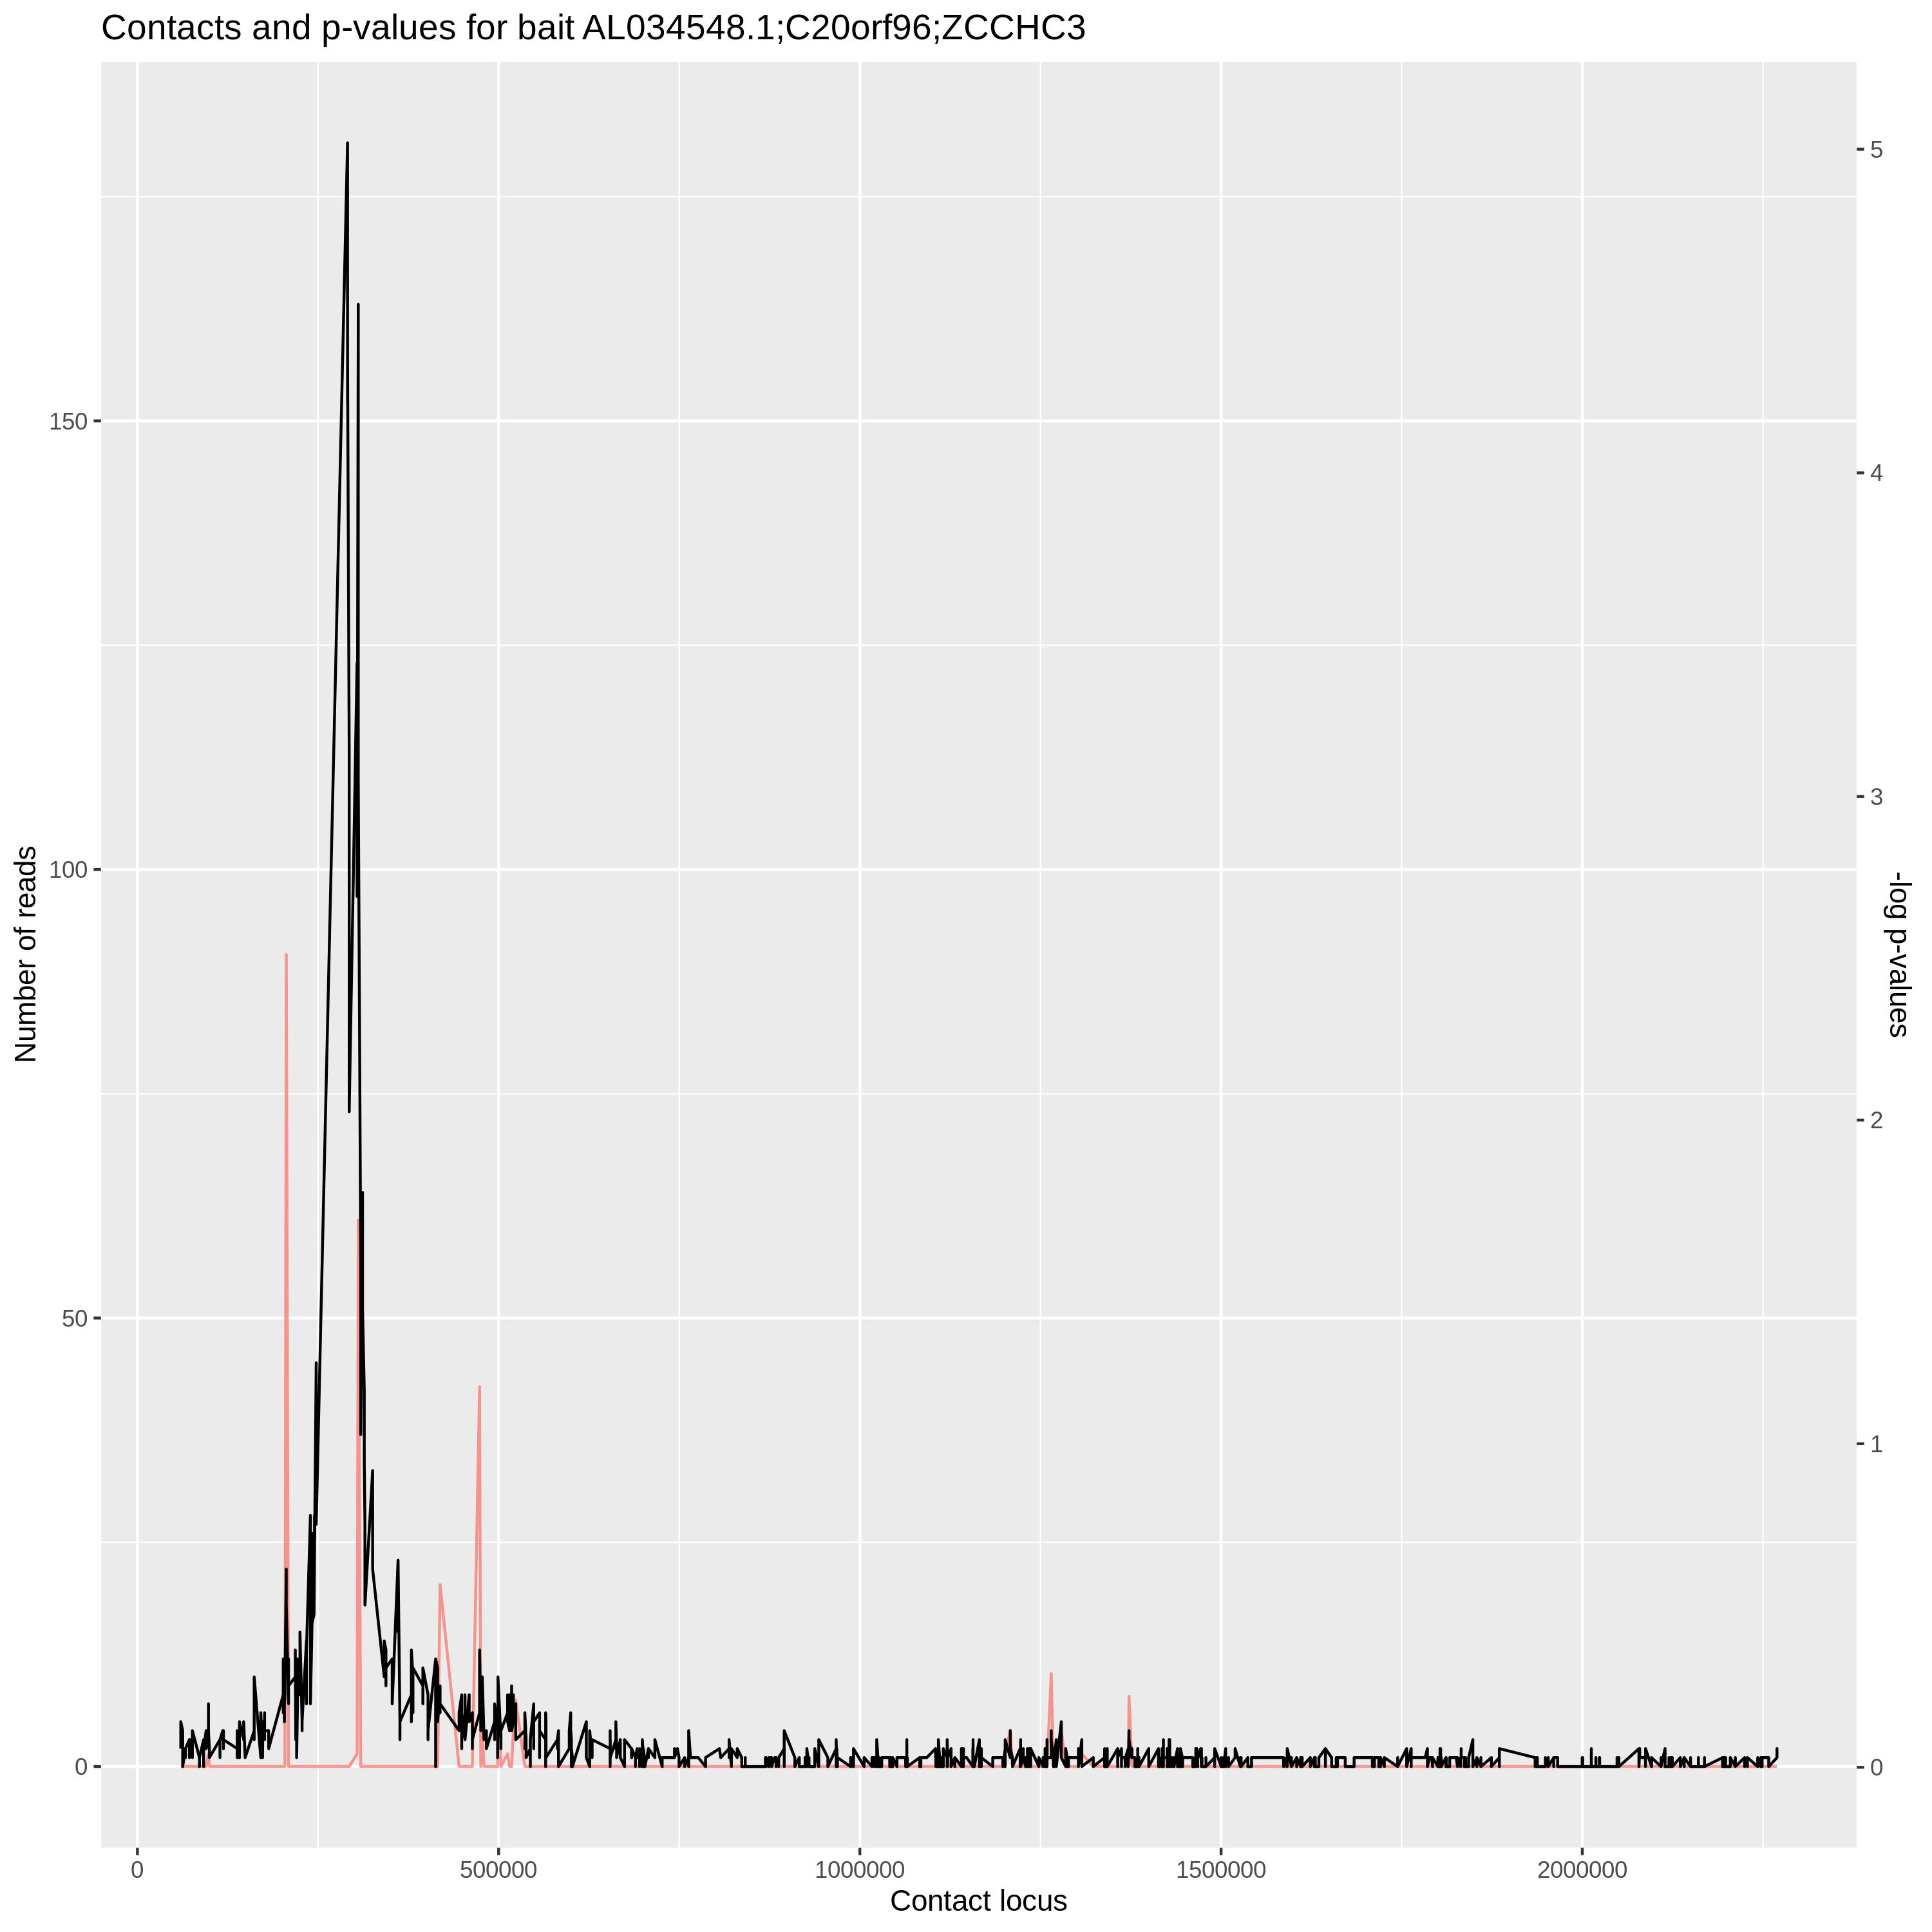 Contacts and p-values for bait AL034548.1;C20orf96;ZCCHC3
Number of reads
150
100
50
0
5
4
3
2
1
0
-log p-values
0 500000 1000000 1500000 2000000
Contact locus